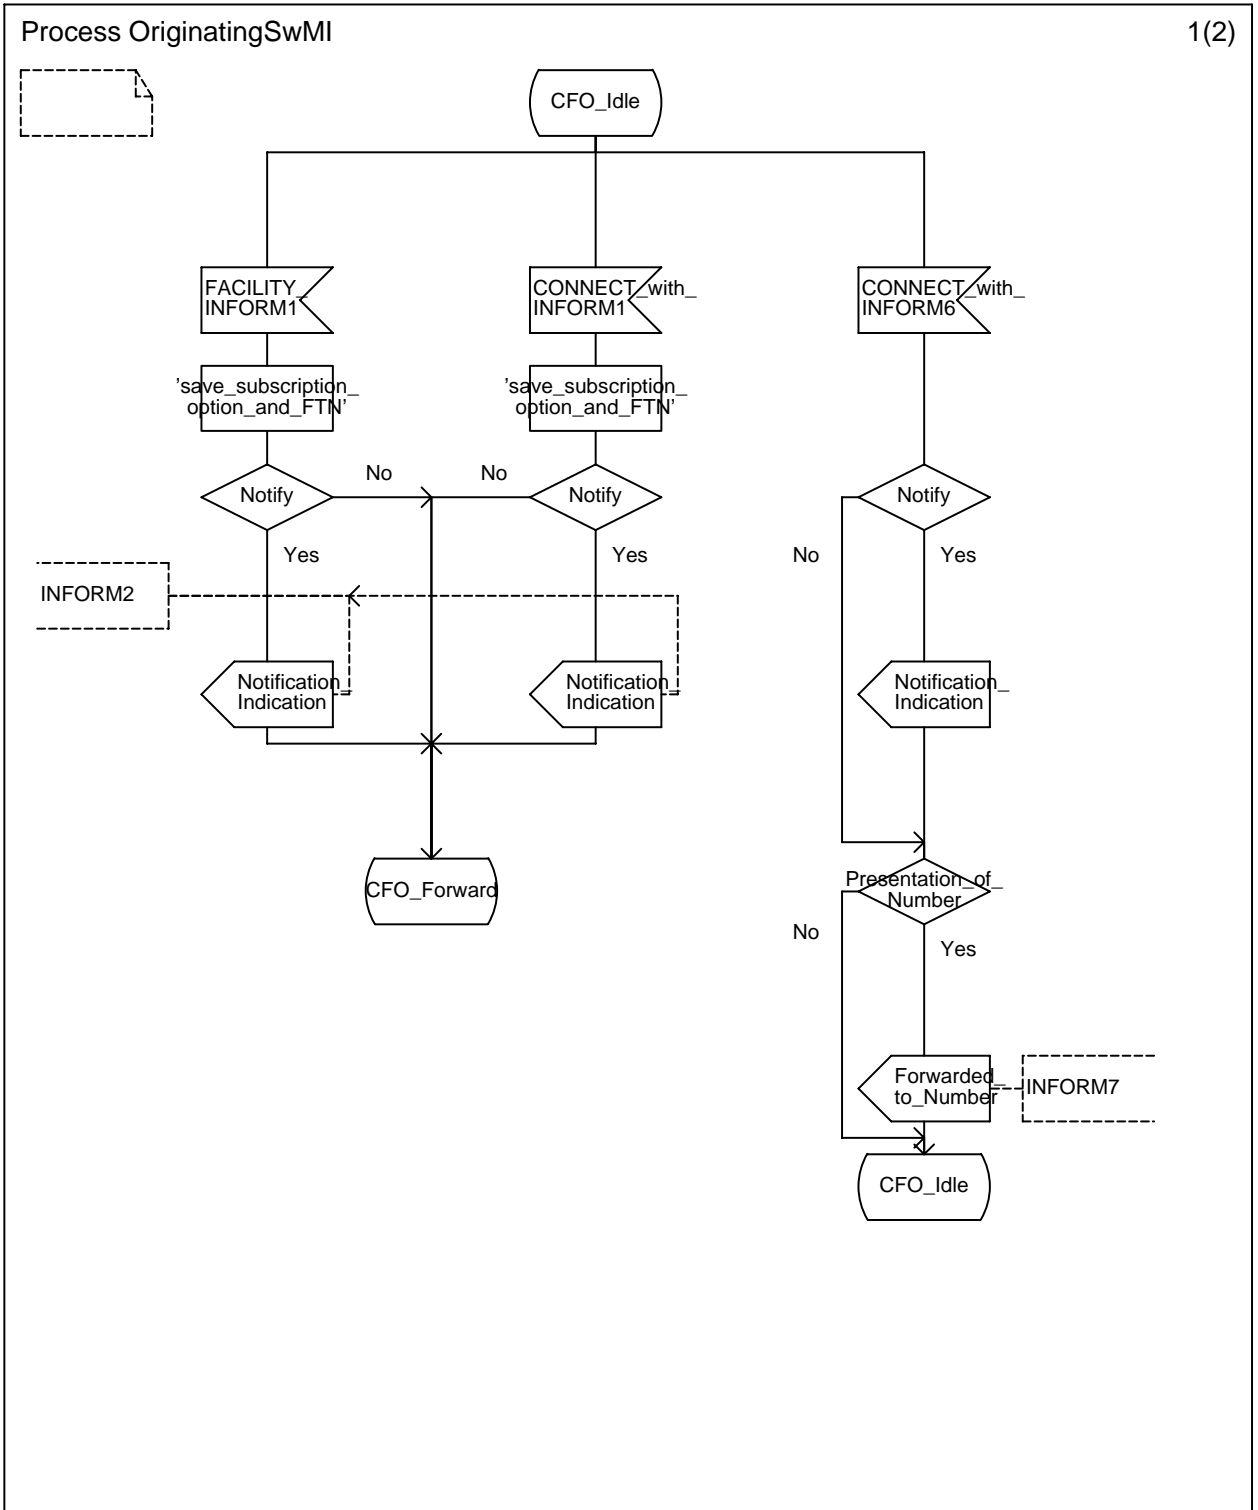 Process OriginatingSwMI
1(2)
CFO_Idle
FACILITY_
INFORM1
CONNECT_with_
INFORM1
CONNECT_with_
INFORM6
'save_subscription_
option_and_FTN'
'save_subscription_
option_and_FTN'
Notify
No
No
Notify
Notify
Yes
Yes
No
Yes
INFORM2
Notification_
Indication
Notification_
Indication
Notification_
Indication
CFO_Forward
Presentation_of_
Number
No
Yes
Forwarded_
to_Number
INFORM7
CFO_Idle